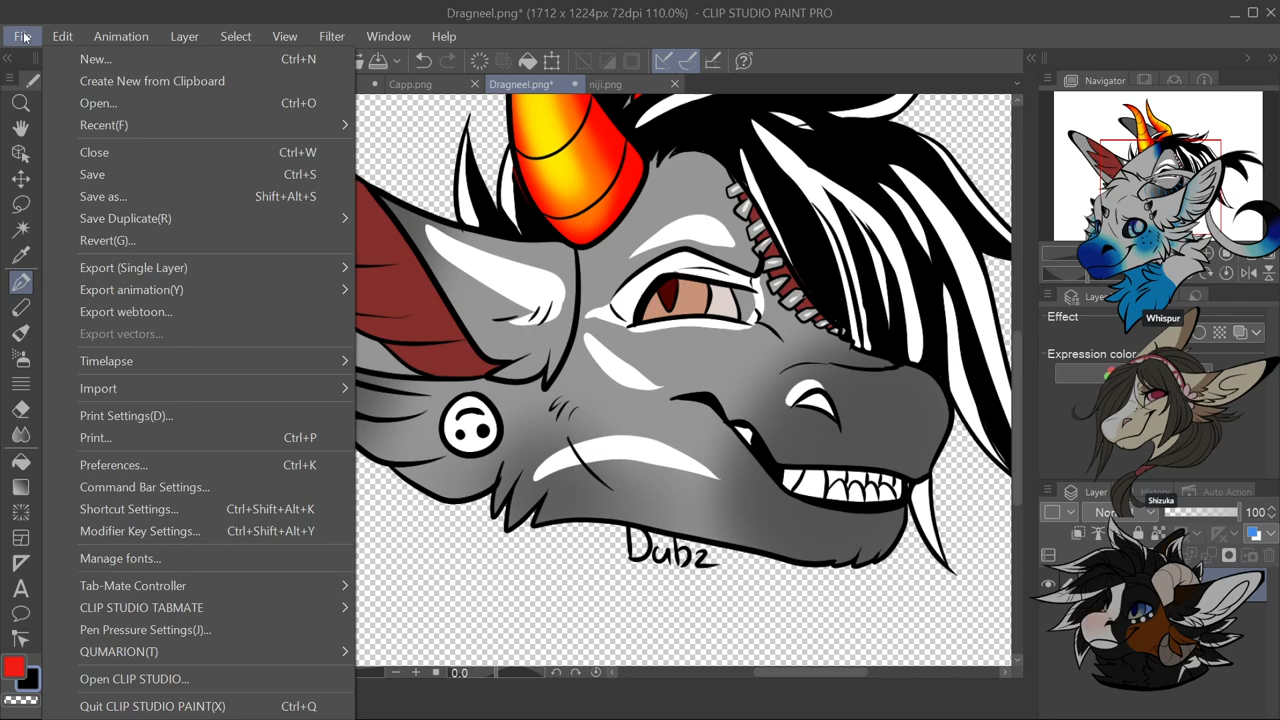 Dragneel.png* (1712 x 1224px 72dpi 110.0%) - CLIP STUDIO PAINT PRO
Edit Animation Layer Select View Filter Window Help
New... Ctrl+N
Create New from Clipboard
Open... Ctrl+O
Recent(F)
Close Ctrl+W
Save Ctrl+S
Save as... Shift+Alt+S
Save Duplicate(R)
Revert(G)...
Export (Single Layer)
Export animation(Y)
Export webtoon...
Export vectors...
Timelapse
Import
Print Settings(D)...
Print... Ctrl+P
Preferences... Ctrl+K
Command Bar Settings...
Shortcut Settings... Ctrl+Shift+Alt+K
Modifier Key Settings... Ctrl+Shift+Alt+Y
Manage fonts...
Tab-Mate Controller
CLIP STUDIO TABMATE
Pen Pressure Settings(J)...
QUMARION(T)
Open CLIP STUDIO...
Quit CLIP STUDIO PAINT(X) Ctrl+Q
Capp.png
Dragneel.png*
niji.png
Dubz
0.0
Navigator
Whispur
Effect
Expression color
Shizuka
Layer
Auto Action
100